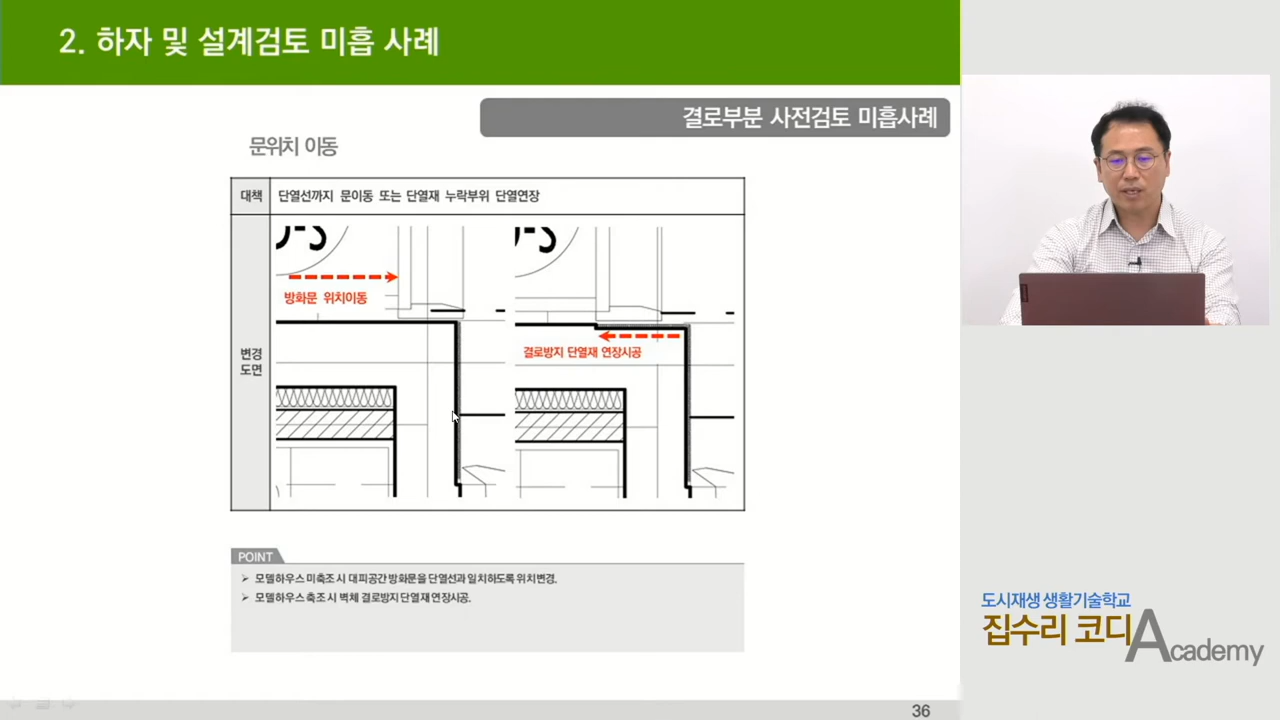 2. 하자 및 설계검토 미흡 사례
결로부분 사전검토 미흡사례
문위치 이동
대책 단열선까지 문이동 또는 단열재 누락부위 단열연장
방화문 위치이동
결로방지 단열재 연장시공
변경
도면
POINT
➢ 모델하우스 미축조 시 대피공간 방화문을 단열선과 일치하도록 위치변경.
➢ 모델하우스 축조 시 벽체 결로방지 단열재 연장시공.
도시재생 생활기술학교
집수리 코디Academy
36